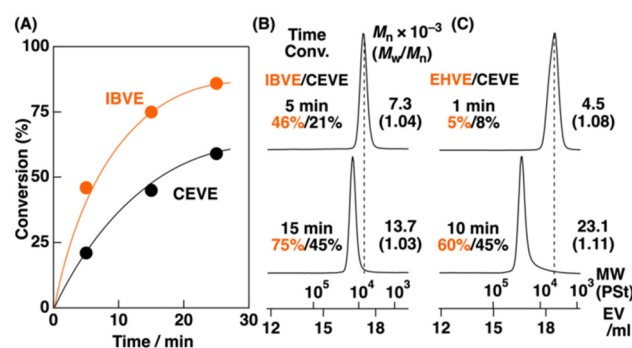 (A)
100
75
50
25
0
Conversion (%)
IBVE
CEVE
0
10
20
30
Time / min
(B)
Time
Conv.
Mn × 10⁻³
(Mw/Mn)
IBVE/CEVE
5 min
46%/21%
7.3
(1.04)
15 min
75%/45%
13.7
(1.03)
10⁵
10⁴
10³
12
15
18
(C)
EHVE/CEVE
1 min
5%/8%
4.5
(1.08)
10 min
60%/45%
23.1
(1.11)
10⁵
10⁴
10³
MW
(PSt)
12
15
18
EV
/ml